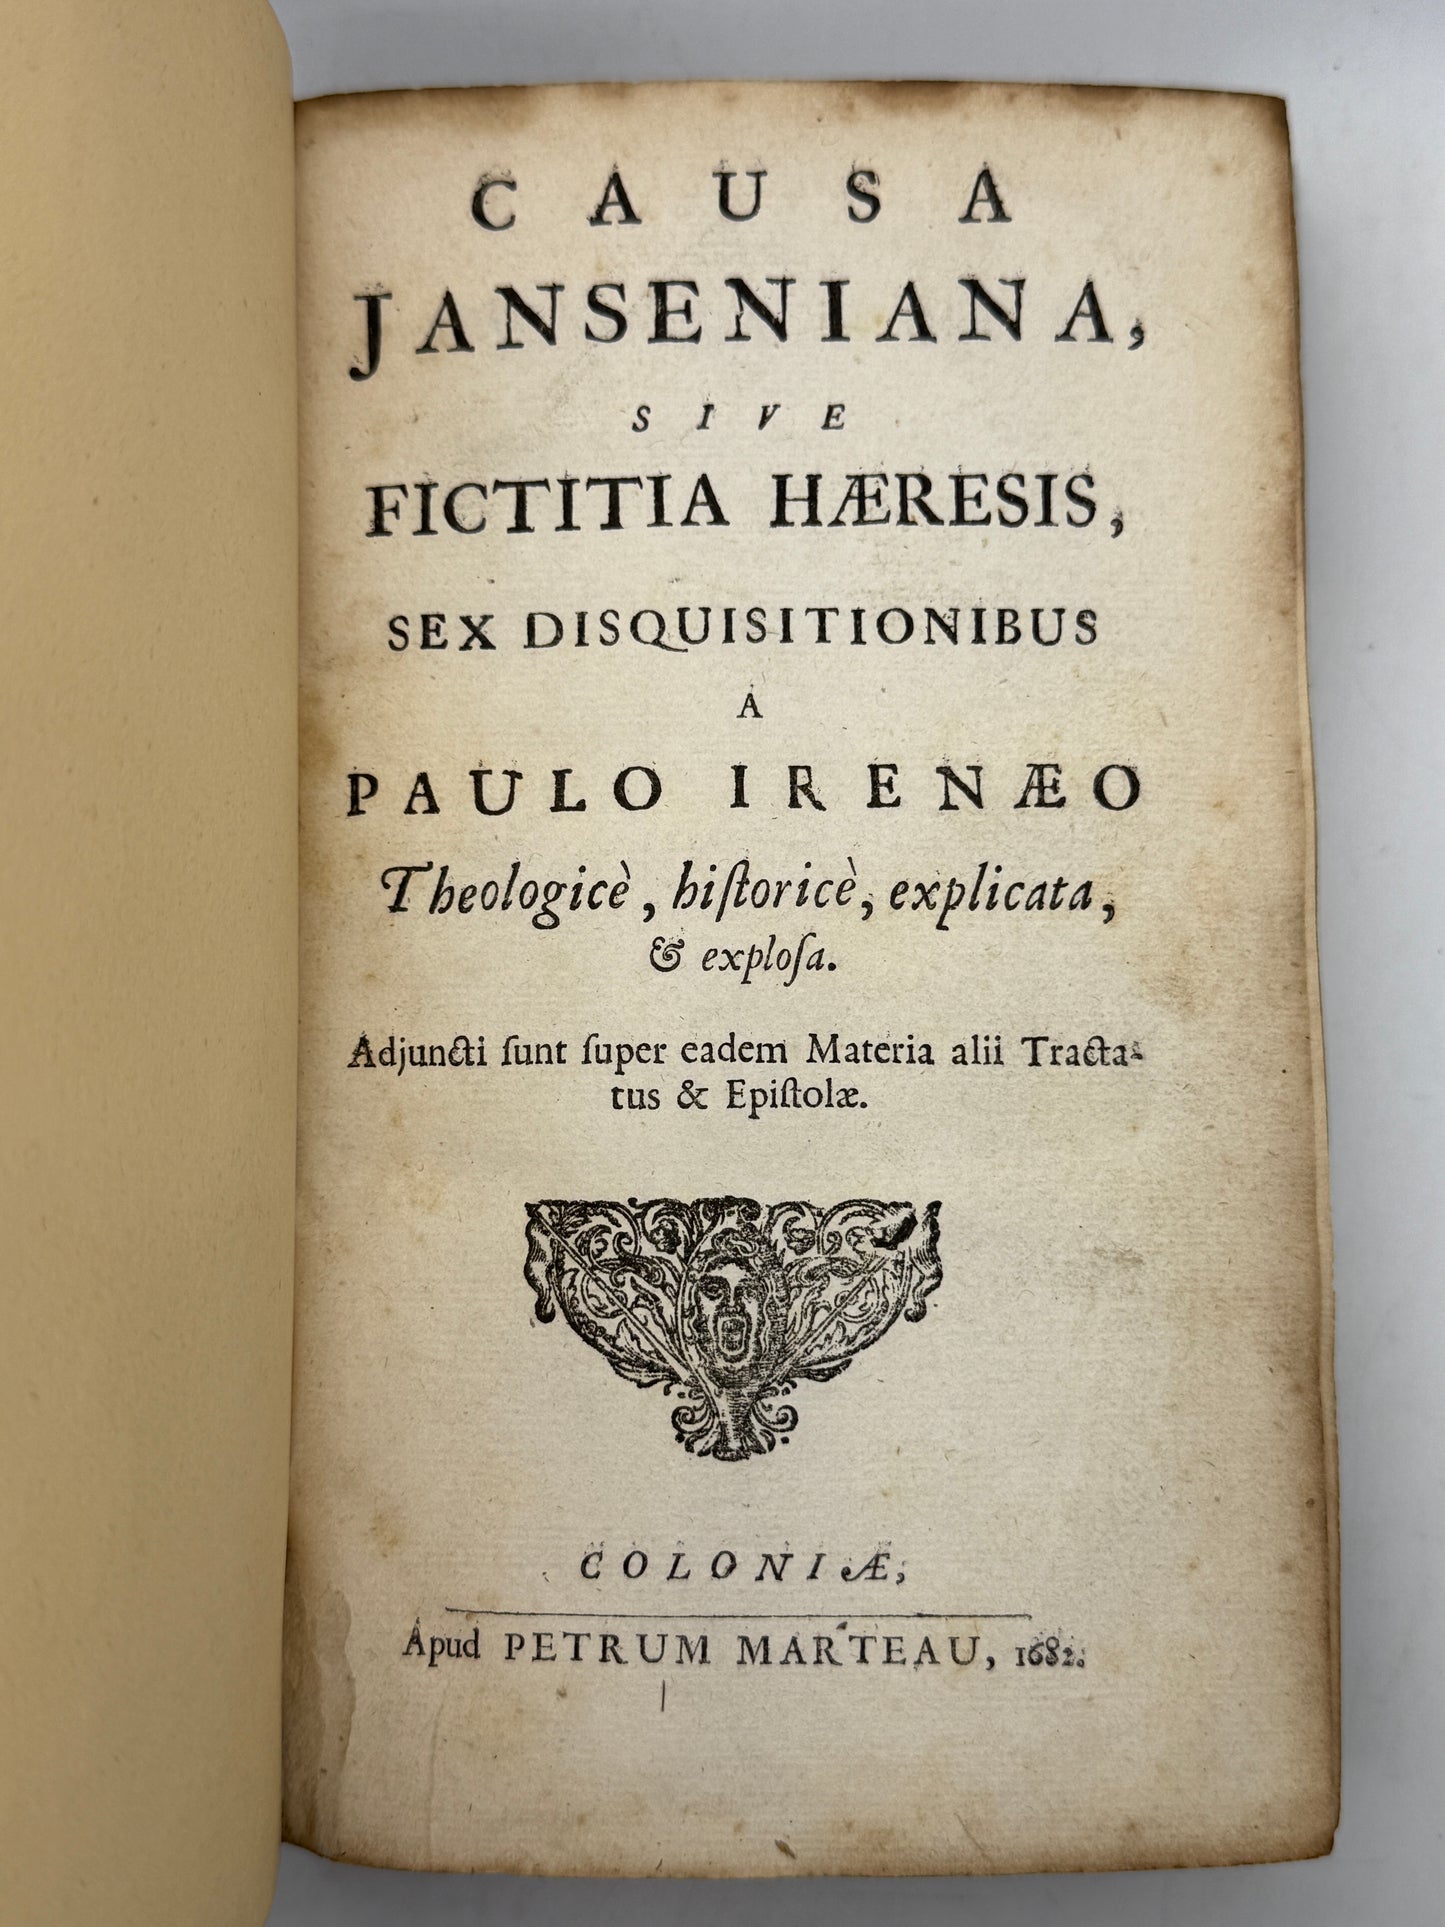 CAUSA
JANSENIANA,
SIVE
FICTITIA HÆRESIS,
SEX DISQUISITIONIBUS
A
PAULO IRENÆO
Theologicè, hiſtoricè, explicata,
& exploſa.
Adjuncti ſunt ſuper eadem Materia alii Tracta-
tus & Epiſtolæ.
COLONIÆ,
Apud PETRUM MARTEAU, 1682.